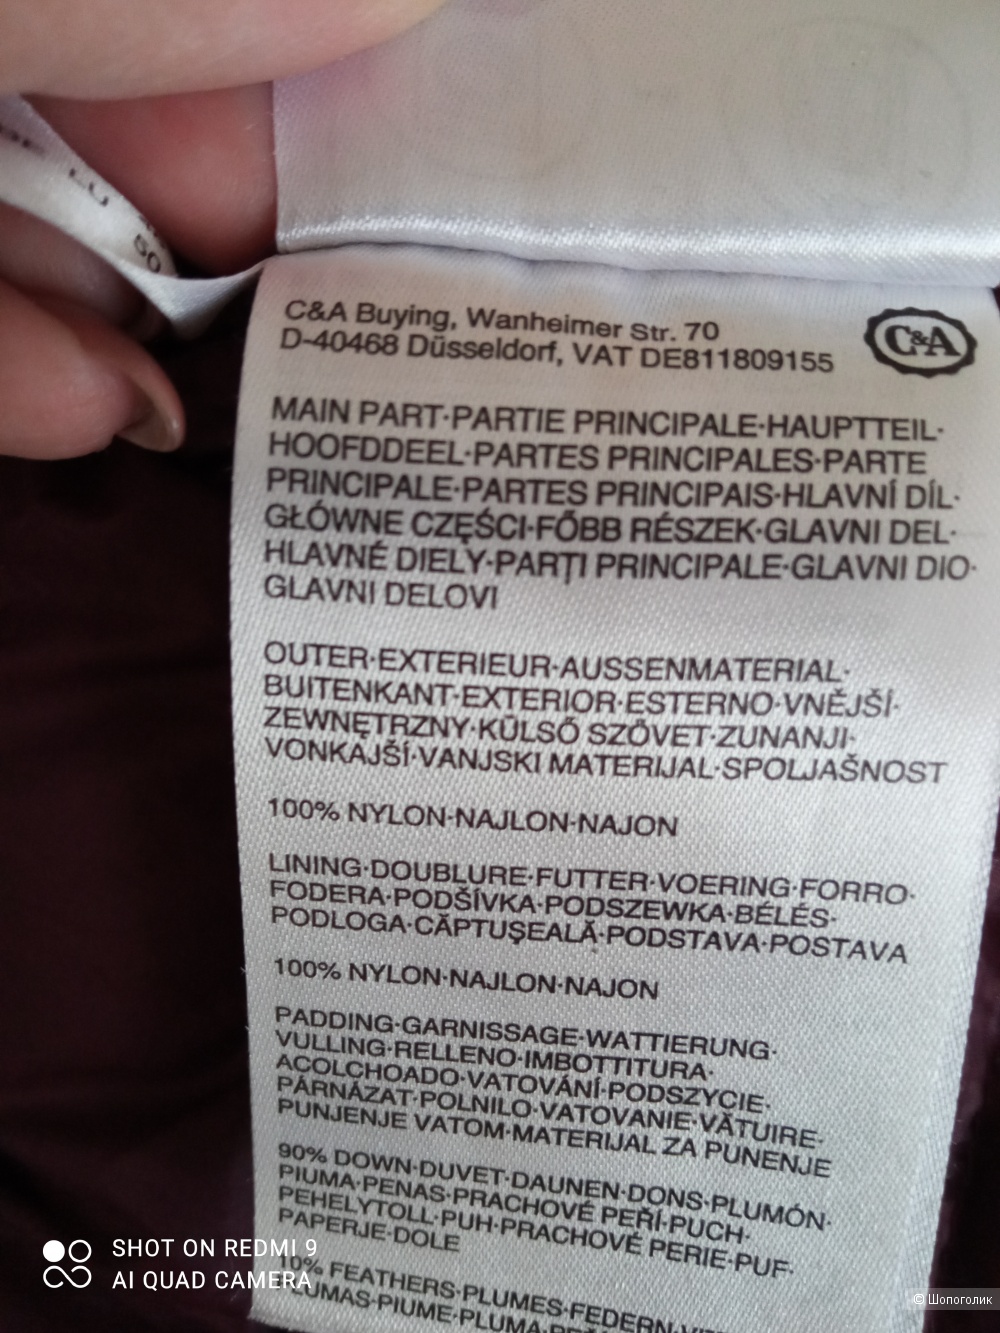 50
C&A Buying, Wanheimer Str. 70
D-40468 Düsseldorf, VAT DE811809155
C&A
MAIN PART·PARTIE PRINCIPALE·HAUPTTEIL·
HOOFDDEEL·PARTES PRINCIPALES·PARTE
PRINCIPALE·PARTES PRINCIPAIS·HLAVNÍ DÍL·
GŁÓWNE CZĘŚCI·FŐBB RÉSZEK·GLAVNI DEL·
HLAVNÉ DIELY·PARŢI PRINCIPALE·GLAVNI DIO·
GLAVNI DELOVI
OUTER·EXTERIEUR·AUSSENMATERIAL·
BUITENKANT·EXTERIOR·ESTERNO·VNĚJŠÍ·
ZEWNĘTRZNY·KÜLSŐ SZÖVET·ZUNANJI·
VONKAJŠÍ·VANJSKI MATERIJAL·SPOLJAŠNOST
100% NYLON·NAJLON·NAJON
LINING·DOUBLURE·FUTTER·VOERING·FORRO·
FODERA·PODŠÍVKA·PODSZEWKA·BÉLÉS·
PODLOGA·CĂPTUŞEALĂ·PODSTAVA·POSTAVA
100% NYLON·NAJLON·NAJON
PADDING·GARNISSAGE·WATTIERUNG·
VULLING·RELLENO·IMBOTTITURA·
ACOLCHOADO·VATOVÁNÍ·PODSZYCIE·
PÁRNÁZAT·POLNILO·VATOVANIE·VĂTUIRE·
PUNJENJE VATOM·MATERIJAL ZA PUNENJE
90% DOWN·DUVET·DAUNEN·DONS·PLUMÓN·
PIUMA·PENAS·PRACHOVÉ PEŘÍ·PUCH·
PEHELYTOLL·PUH·PRACHOVÉ PERIE·PUF·
PAPERJE·DOLE
10% FEATHERS·PLUMES·FEDERN·
PLUMAS·PIUME·PLUMA·
SHOT ON REDMI 9
AI QUAD CAMERA
© Шопоголик